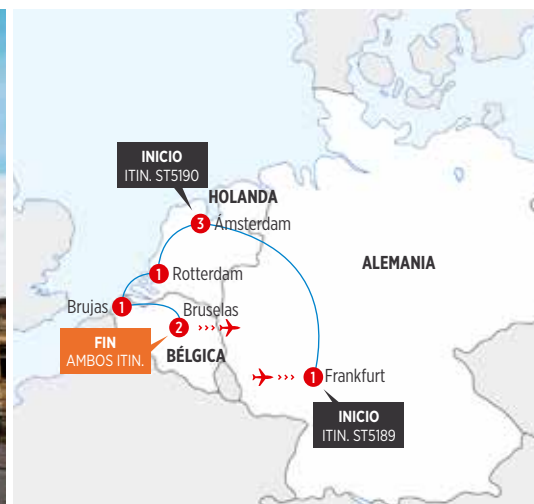 INICIO
ITIN. ST5190
HOLANDA
3 Ámsterdam
ALEMANIA
1 Rotterdam
Brujas 1
Bruselas
2
FIN
AMBOS ITIN.
BÉLGICA
1 Frankfurt
INICIO
ITIN. ST5189